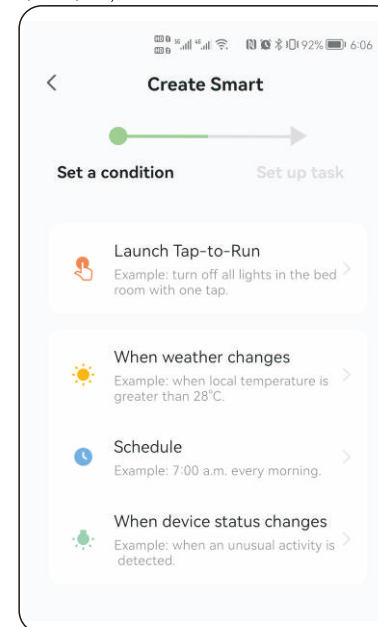 92% 6:06
Create Smart
Set a condition Set up task
Launch Tap-to-Run
Example: turn off all lights in the bed
room with one tap.
When weather changes
Example: when local temperature is
greater than 28°C.
Schedule
Example: 7:00 a.m. every morning.
When device status changes
Example: when an unusual activity is
detected.